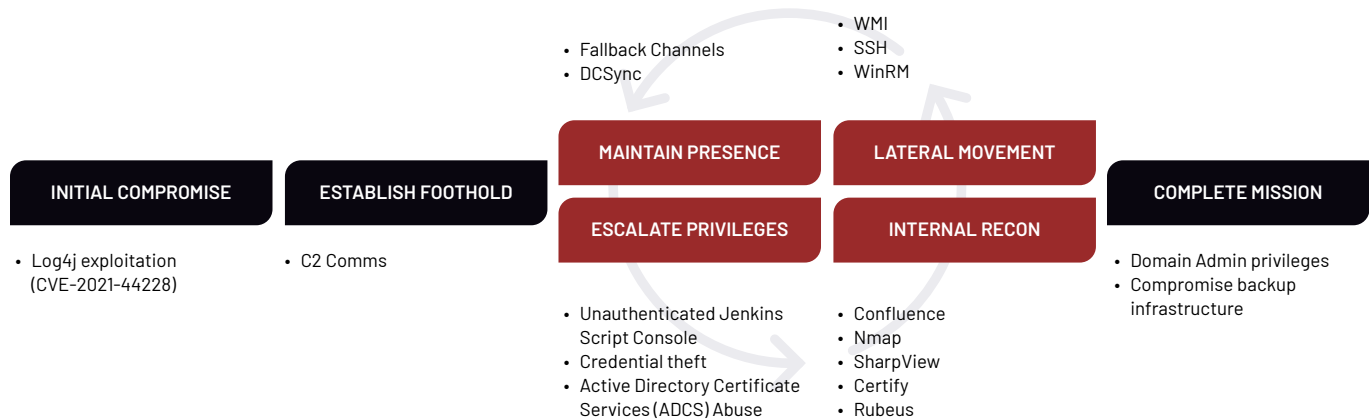 • Fallback Channels
• DCSync
• WMI
• SSH
• WinRM
MAINTAIN PRESENCE
LATERAL MOVEMENT
INITIAL COMPROMISE
ESTABLISH FOOTHOLD
COMPLETE MISSION
ESCALATE PRIVILEGES
INTERNAL RECON
• Log4j exploitation
(CVE-2021-44228)
• C2 Comms
• Unauthenticated Jenkins
Script Console
• Credential theft
• Active Directory Certificate
Services (ADCS) Abuse
• Confluence
• Nmap
• SharpView
• Certify
• Rubeus
• Domain Admin privileges
• Compromise backup
infrastructure